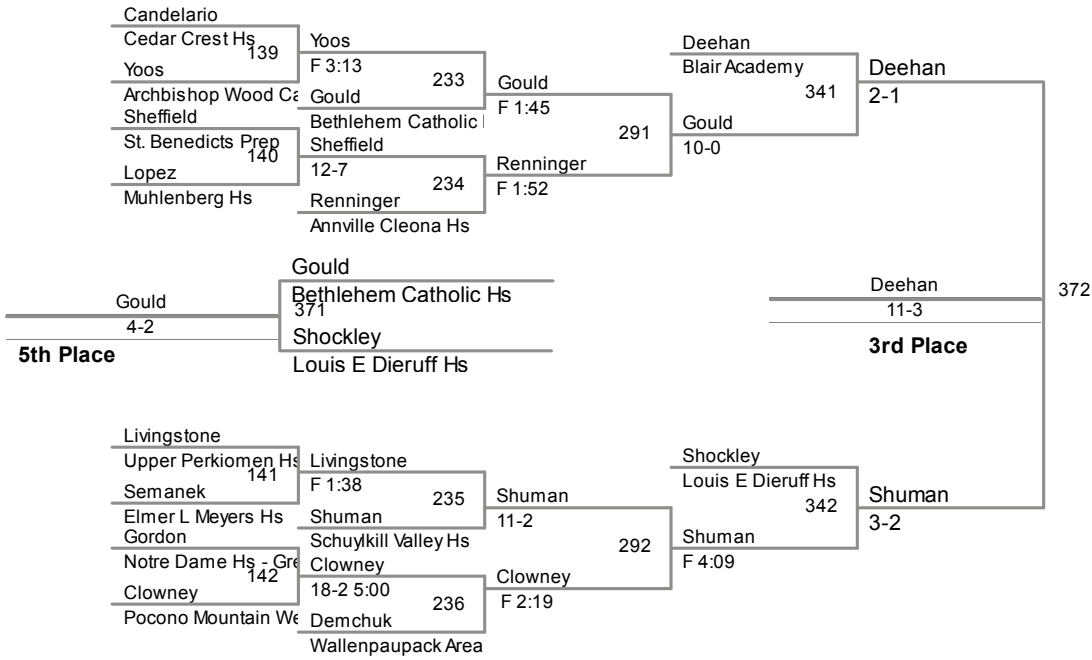 Candelario
Cedar Crest Hs
139
Yoos
Archbishop Wood Ca
Sheffield
St. Benedicts Prep
140
Lopez
Muhlenberg Hs
Yoos
F 3:13
233
Gould
Bethlehem Catholic
Sheffield
12-7
234
Renninger
Annville Cleona Hs
Gould
F 1:45
291
Renninger
F 1:52
Deehan
Blair Academy
341
Gould
10-0
Deehan
2-1
Gould
4-2
5th Place
Gould
Bethlehem Catholic Hs
371
Shockley
Louis E Dieruff Hs
Deehan
11-3
3rd Place
372
Livingstone
Upper Perkiomen Hs
141
Semanek
Elmer L Meyers Hs
Gordon
Notre Dame Hs - Gre
142
Clowney
Pocono Mountain We
Livingstone
F 1:38
235
Shuman
Schuylkill Valley Hs
Clowney
18-2 5:00
236
Demchuk
Wallenpaupack Area
Shuman
11-2
292
Clowney
F 2:19
Shockley
Louis E Dieruff Hs
342
Shuman
F 4:09
Shuman
3-2